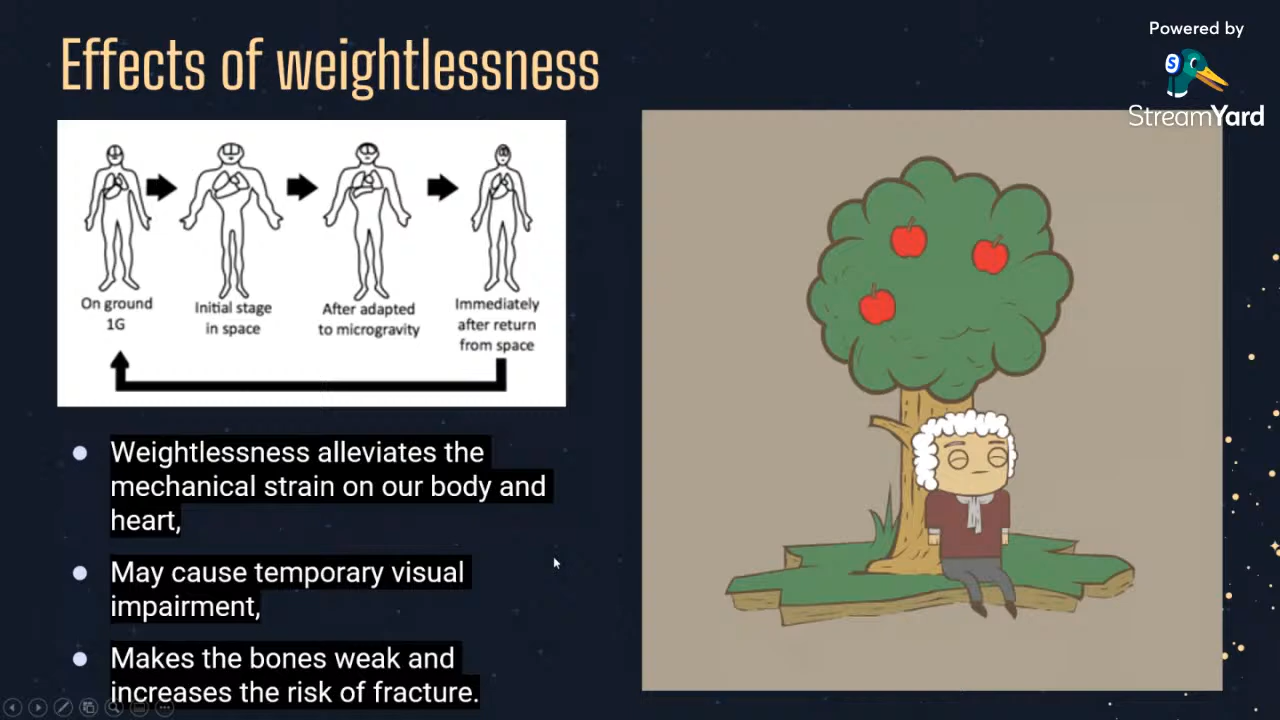 Effects of weightlessness
Powered by
S
StreamYard
On ground
1G
Initial stage
in space
After adapted
to microgravity
Immediately
after return
from space
Weightlessness alleviates the
mechanical strain on our body and
heart,
May cause temporary visual
impairment,
Makes the bones weak and
increases the risk of fracture.